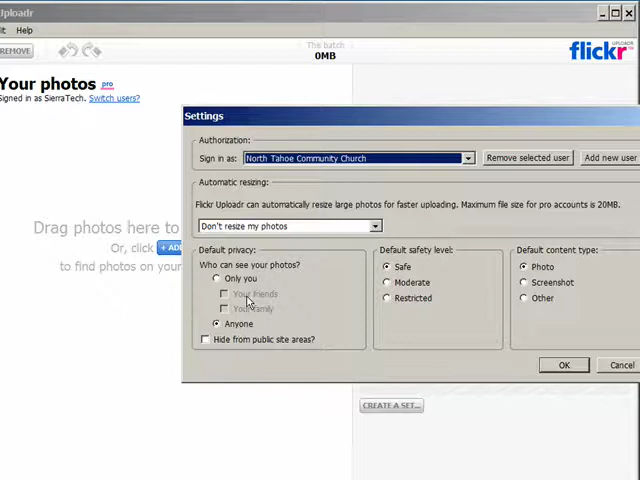 Uploadr
it Help
REMOVE
The batch
0MB
flickr UPLOADR
Your photos pro
Signed in as SierraTech. Switch users?
Drag photos here to
Or, click + ADD
to find photos on your
CREATE A SET...
Settings
Authorization:
Sign in as: North Tahoe Community Church Remove selected user Add new user
Automatic resizing:
Flickr Uploadr can automatically resize large photos for faster uploading. Maximum file size for pro accounts is 20MB.
Don't resize my photos
Default privacy:
Who can see your photos?
Only you
Your friends
Your family
Anyone
Hide from public site areas?
Default safety level:
Safe
Moderate
Restricted
Default content type:
Photo
Screenshot
Other
OK Cancel